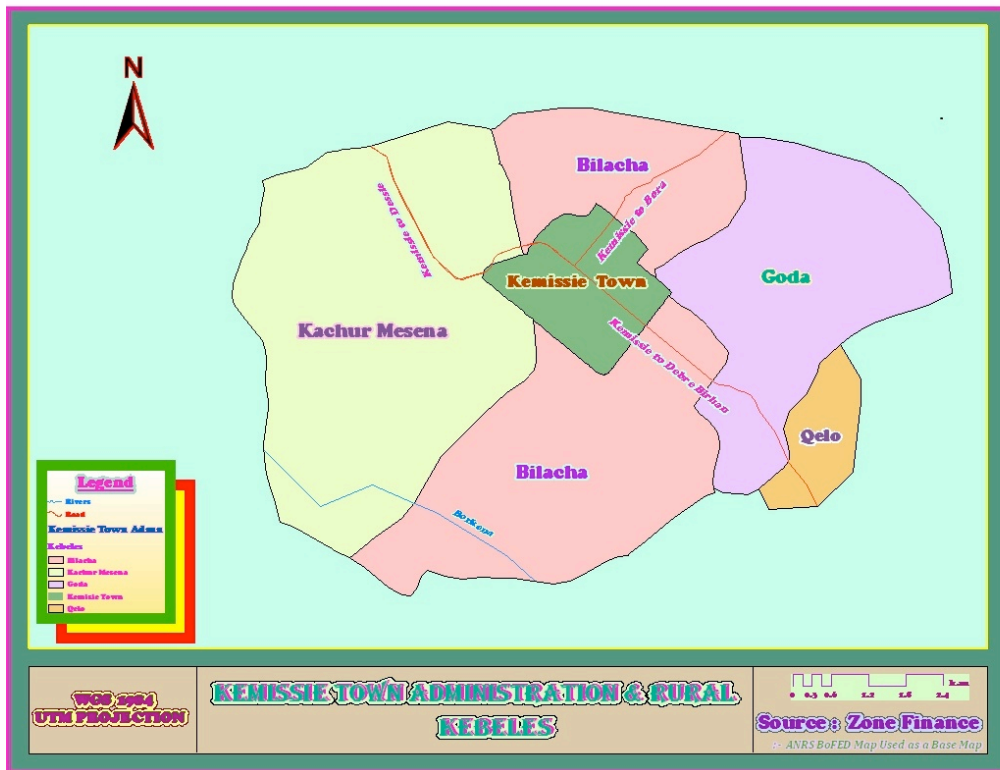 N
Bilacha
Kemissie to Dessie
Kemissie to Bora
Kemissie Town
Goda
Kachur Mesena
Kemissie to Debre Birhan
Qelo
Bilacha
Borkena
Legend
Rivers
Road
Kemissie Town Admn
Kebeles
Bilacha
Kachur Mesena
Goda
Kemisie Town
Qelo
WGS 1984
UTM PROJECTION
KEMISSIE TOWN ADMINISTRATION & RURAL
KEBELES
k.m
0 0.3 0.6 1.2 1.8 2.4
Source : Zone Finance
ANRS BoFED Map Used as a Base Map